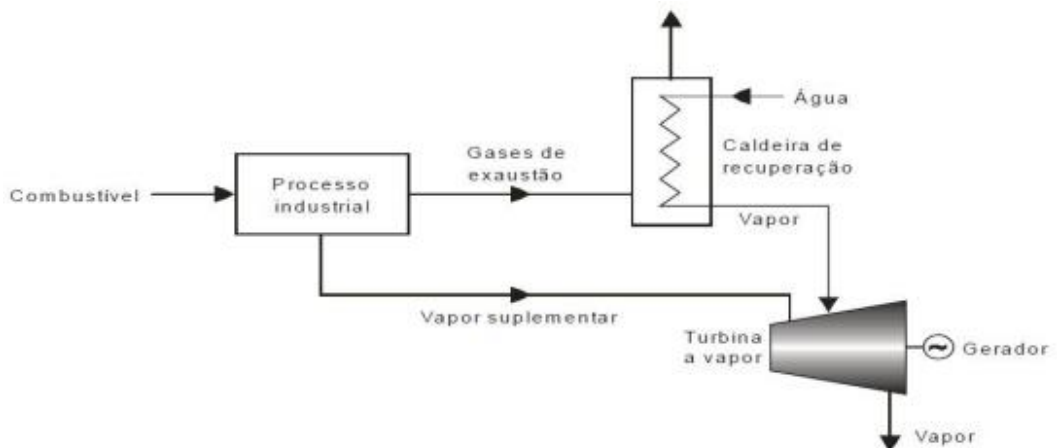 Água
Caldeira de
recuperação
Gases de
exaustão
Combustível
Processo
industrial
Vapor
Vapor suplementar
Turbina
a vapor
~
Gerador
Vapor